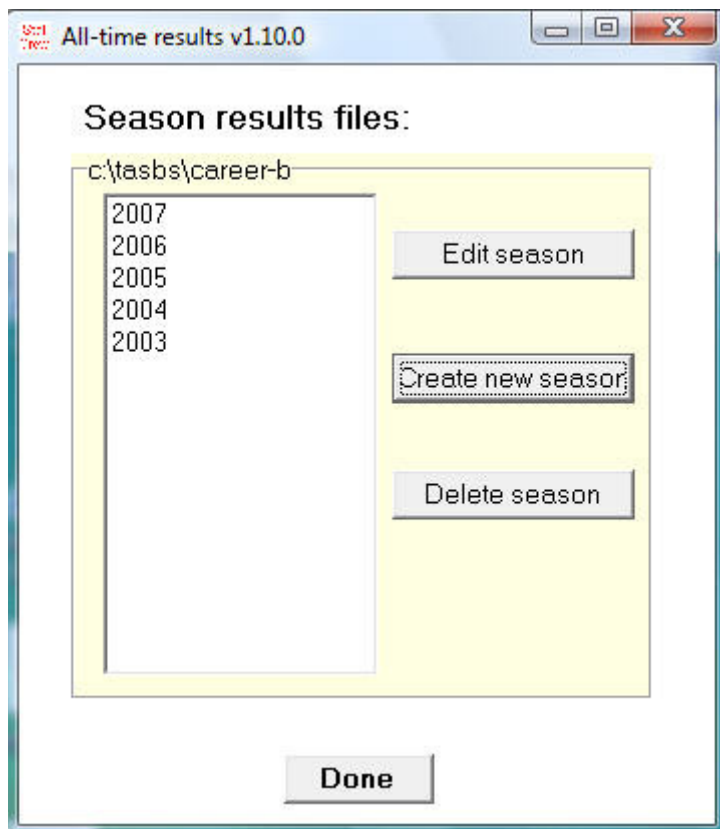 All-time results v1.10.0
Season results files:
c:\tasbs\career-b
2007
2006
2005
2004
2003
Edit season
Create new season
Delete season
Done